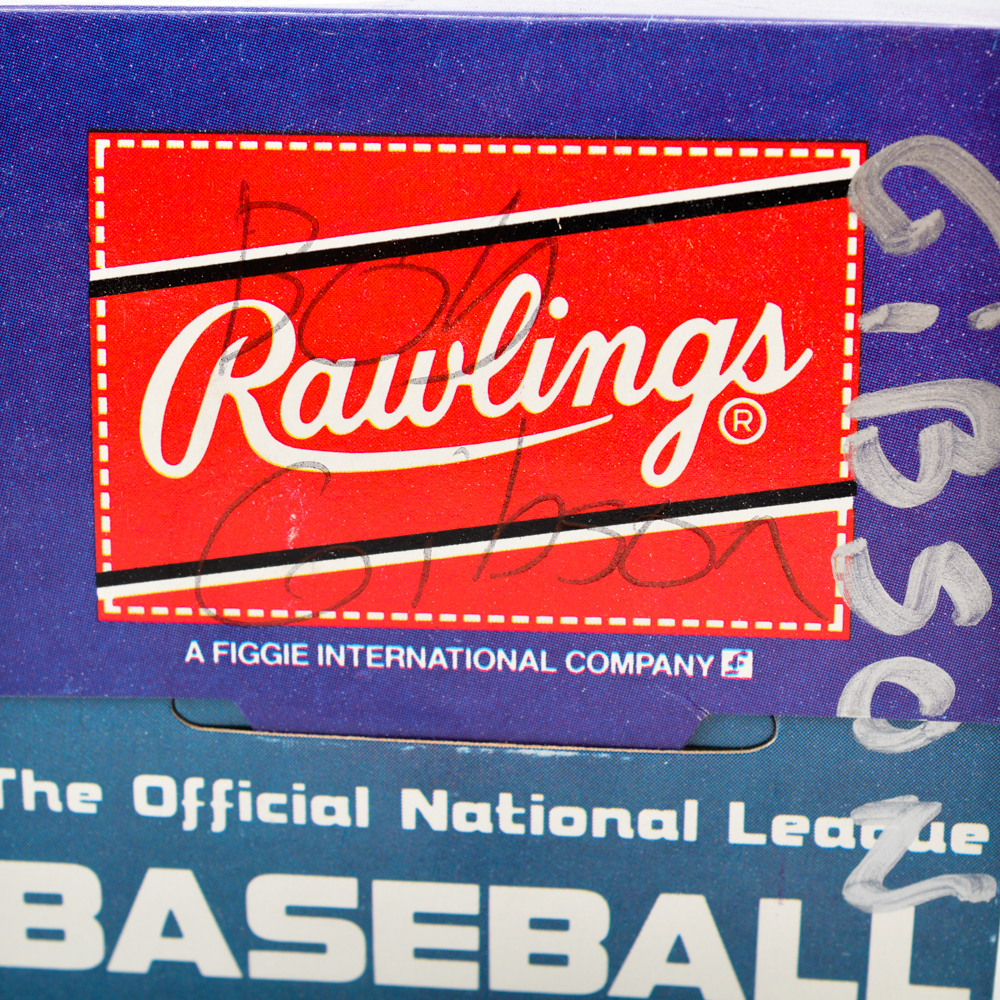 Bob
Rawlings ®
Gibson
A FIGGIE INTERNATIONAL COMPANY
The Official National League
BASEBALL
GiBSON